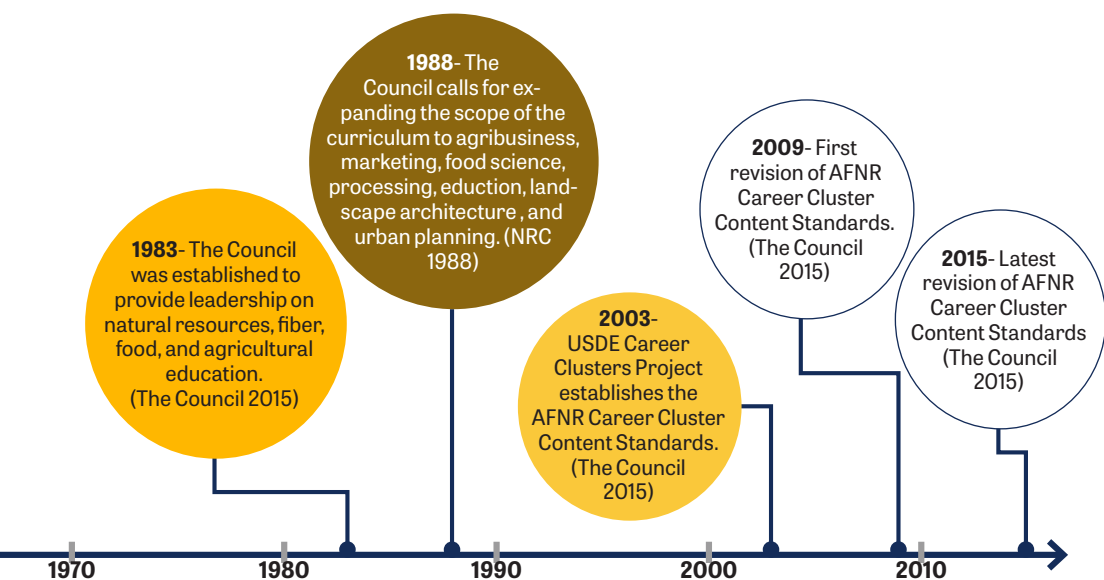 1983- The Council
was established to
provide leadership on
natural resources, fiber,
food, and agricultural
education.
(The Council 2015)
1988- The
Council calls for ex-
panding the scope of the
curriculum to agribusiness,
marketing, food science,
processing, eduction, land-
scape architecture , and
urban planning. (NRC
1988)
2003-
USDE Career
Clusters Project
establishes the
AFNR Career Cluster
Content Standards.
(The Council
2015)
2009- First
revision of AFNR
Career Cluster
Content Standards.
(The Council
2015)
2015- Latest
revision of AFNR
Career Cluster
Content Standards
(The Council
2015)
1970
1980
1990
2000
2010